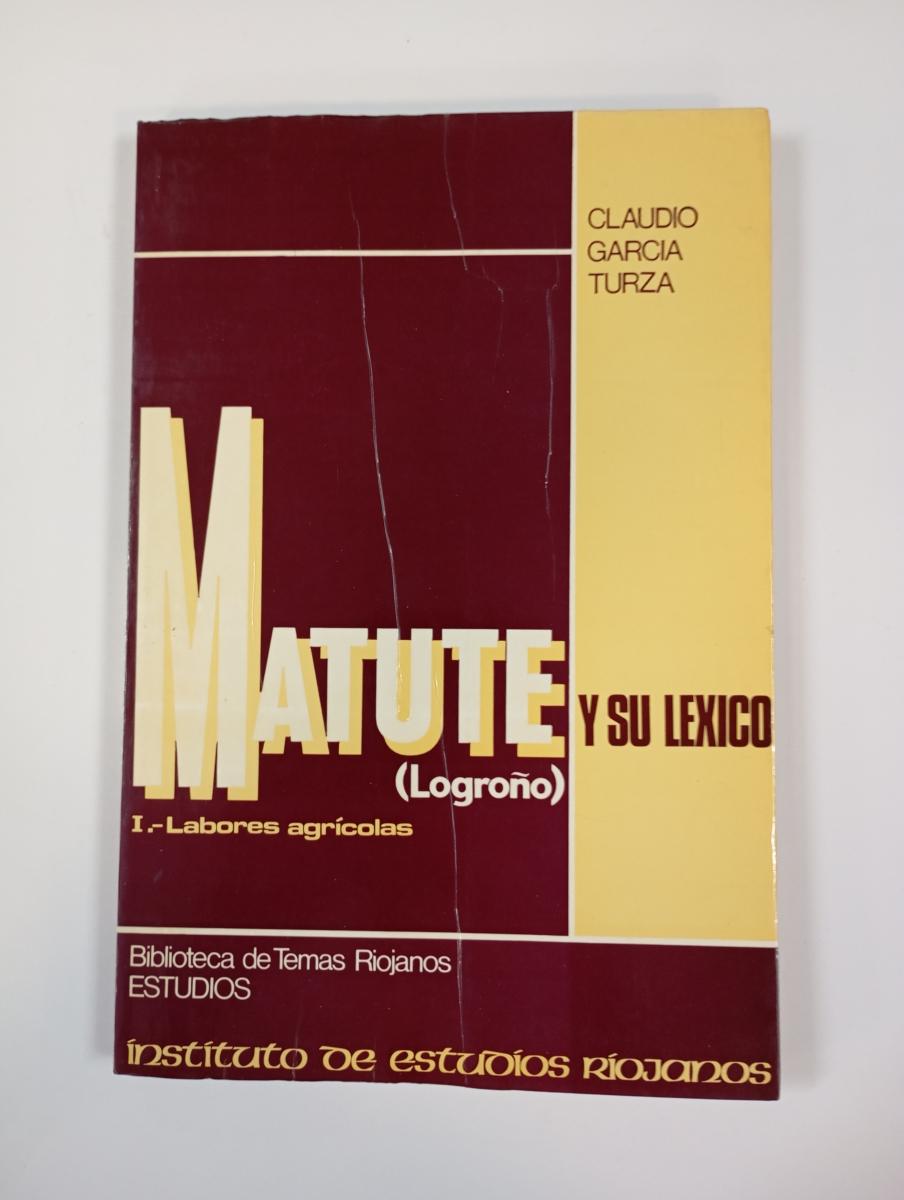 CLAUDIO
GARCIA
TURZA
MATUTE
Y SU LEXICO
(Logroño)
I.-Labores agrícolas
Biblioteca de Temas Riojanos
ESTUDIOS
instituto de estudios Riojanos